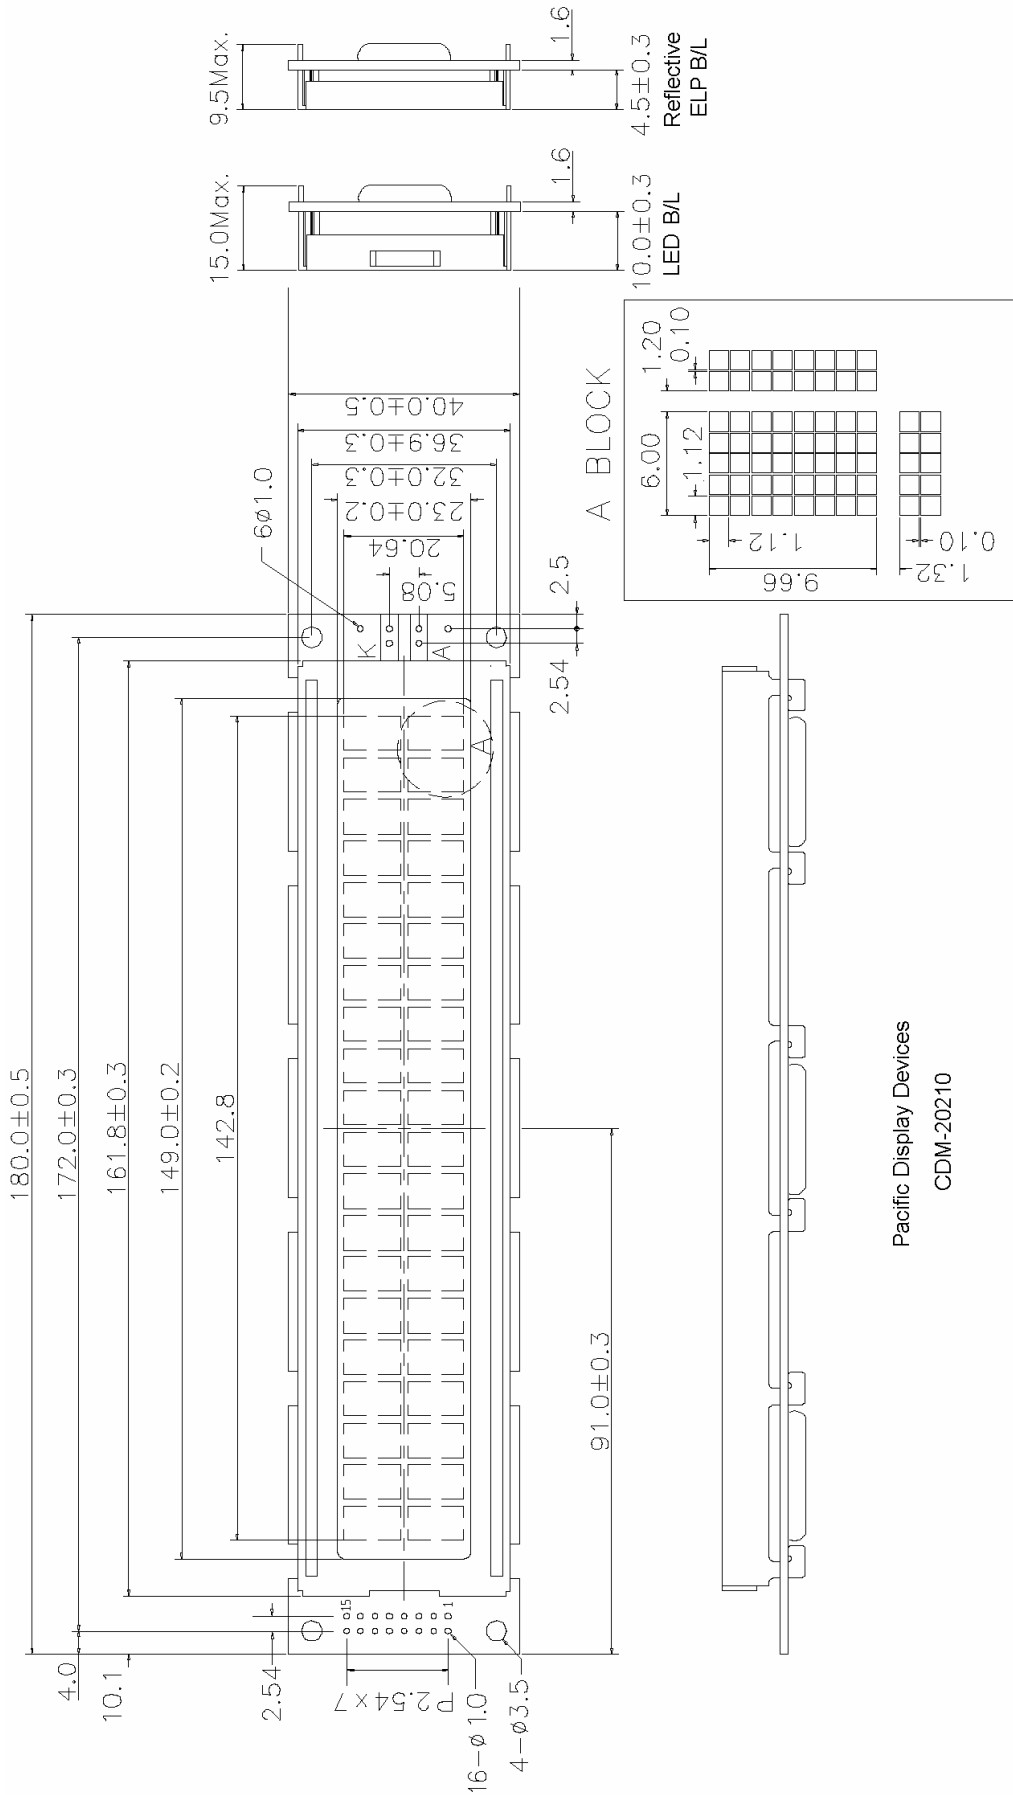 9.5Max.
1.6
4.5±0.3
Reflective
ELP B/L
15.0Max.
1.6
10.0±0.3
LED B/L
40.0±0.5
36.9±0.3
32.0±0.3
23.0±0.2
20.64
5.08
6ø1.0
2.5
2.54
K
A
A
A BLOCK
1.20
0.10
6.00
1.12
1.12
9.66
0.10
1.32
180.0±0.5
172.0±0.3
161.8±0.3
149.0±0.2
142.8
91.0±0.3
4.0
10.1
2.54
15
1
P2.54×7
16-ø1.0
4-ø3.5
Pacific Display Devices
CDM-20210